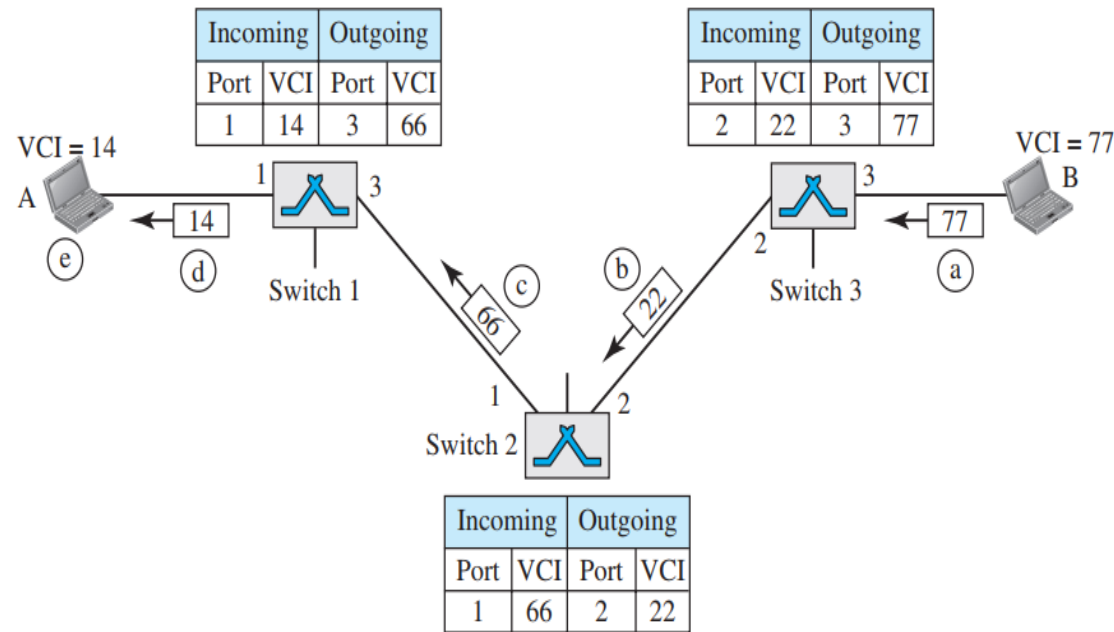 Incoming Outgoing
Port VCI Port VCI
1 14 3 66
Incoming Outgoing
Port VCI Port VCI
2 22 3 77
VCI = 14
A
1
3
14
e
d
Switch 1
c
66
1
Switch 2
2
b
22
2
3
Switch 3
VCI = 77
B
77
a
Incoming Outgoing
Port VCI Port VCI
1 66 2 22